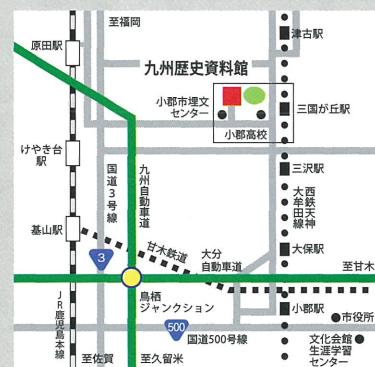 至福岡
津古駅
原田駅
九州歴史資料館
小郡市埋文
センター
三国が丘駅
小郡高校
けやき台
駅
国道3号線
九州自動車道
三沢駅
西鉄天神
大牟田線
基山駅
甘木鉄道
3
大分
自動車道
大保駅
至甘木
鳥栖
ジャンクション
小郡駅
JR鹿児島本線
500
国道500号線
市役所
文化会館
生涯学習
センター
至佐賀
至久留米